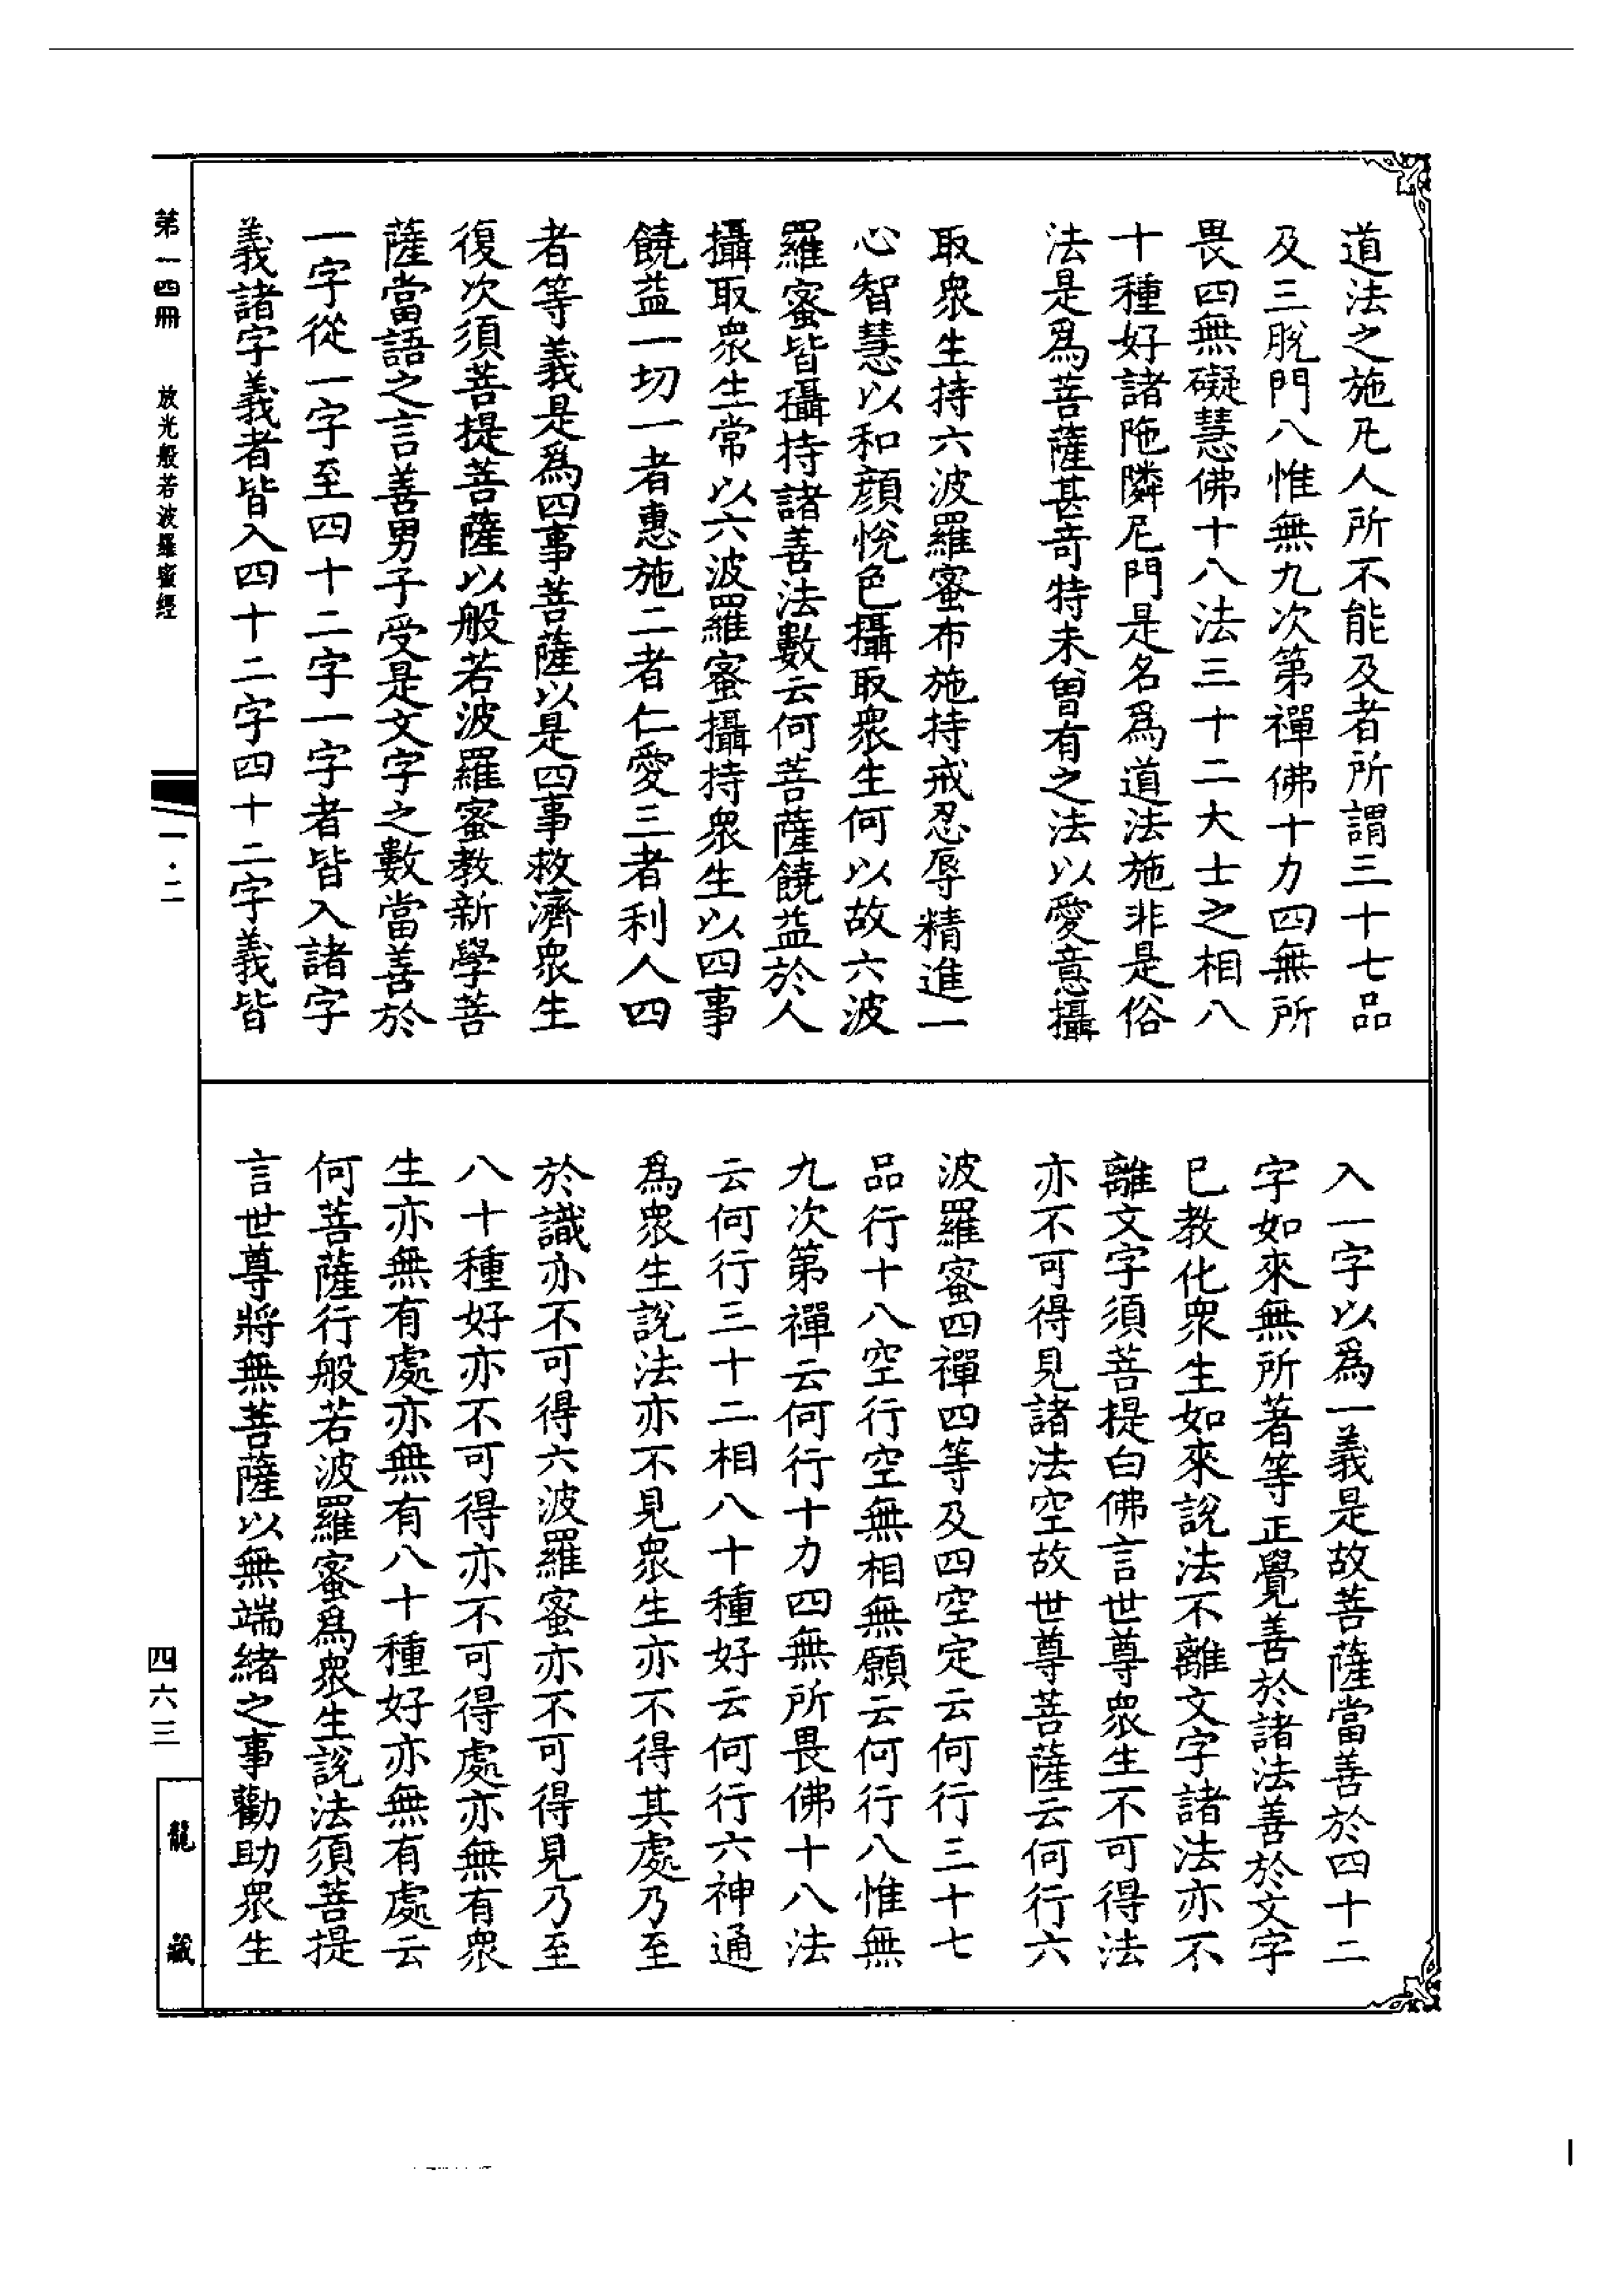 道法之施凡人所不能及者所謂三十七品
及三脫門八惟無九次第禪佛十力四無所
畏四無礙慧佛十八法三十二大士之相八
十種好諸陁隣尼門是名爲道法施非是俗
法是爲菩薩甚奇特未曾有之法以愛意攝
取衆生持六波羅蜜布施持戒忍辱精進一
心智慧以和顏悅色攝取衆生何以故六波
羅蜜皆攝持諸善法數云何菩薩饒益於人
攝取衆生常以六波羅蜜攝持衆生以四事
饒益一切一者惠施二者仁愛三者利人四
者等義是爲四事菩薩以是四事救濟衆生
復次須菩提菩薩以般若波羅蜜教新學菩
薩當語之言善男子受是文字之數當善於
一字從一字至四十二字一字者皆入諸字
義諸字義者皆入四十二字四十二字義皆
入一字以爲一義是故菩薩當善於四十二
字如來無所著等正覺善於諸法善於文字
已教化衆生如來說法不離文字諸法亦不
離文字須菩提白佛言世尊衆生不可得法
亦不可得見諸法空故世尊菩薩云何行六
波羅蜜四禪四等及四空定云何行三十七
品行十八空行空無相無願云何行八惟無
九次第禪云何行十力四無所畏佛十八法
云何行三十二相八十種好云何行六神通
爲衆生說法亦不見衆生亦不得其處乃至
於識亦不可得六波羅蜜亦不可得見乃至
八十種好亦不可得亦不可得處亦無有衆
生亦無有處亦無有八十種好亦無有處云
何菩薩行般若波羅蜜爲衆生說法須菩提
言世尊將無菩薩以無端緒之事勸助衆生
第一四冊 放光般若波羅蜜經
一·二
四六三
龍藏